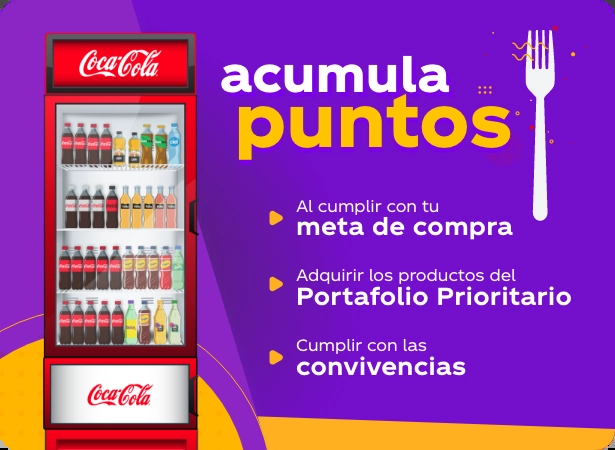 Coca-Cola
acumula
puntos
Al cumplir con tu
meta de compra
Adquirir los productos del
Portafolio Prioritario
Cumplir con las
convivencias
Coca-Cola